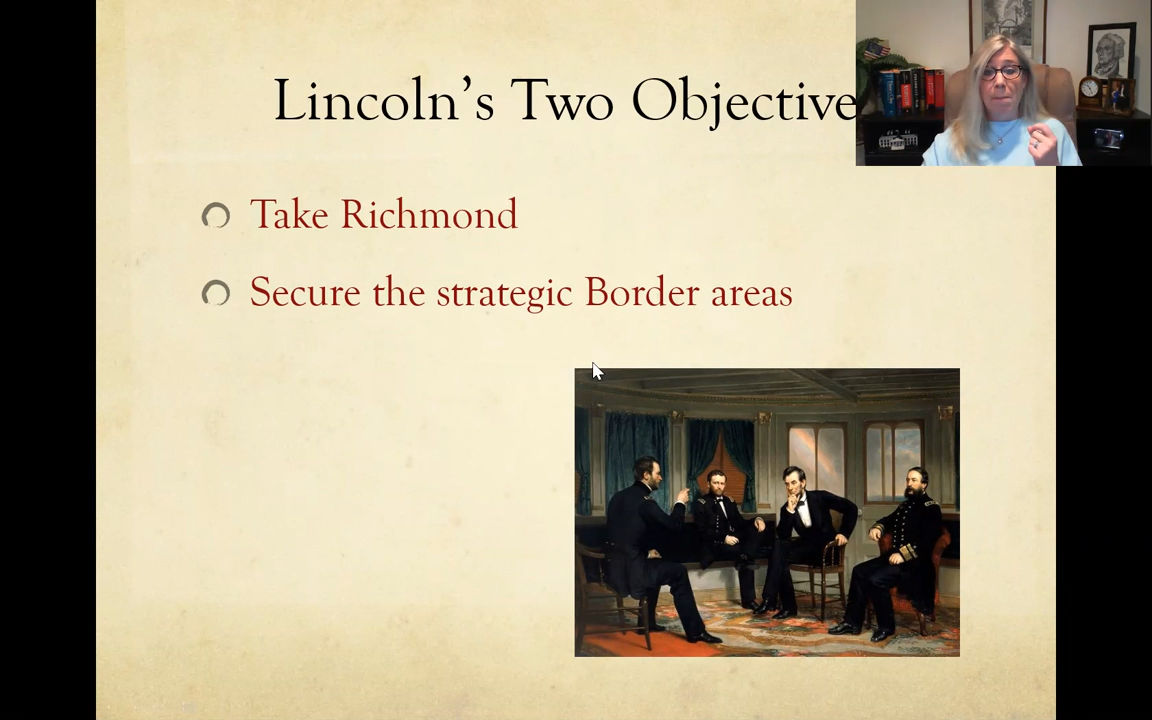 Lincoln's Two Objective
Take Richmond
Secure the strategic Border areas